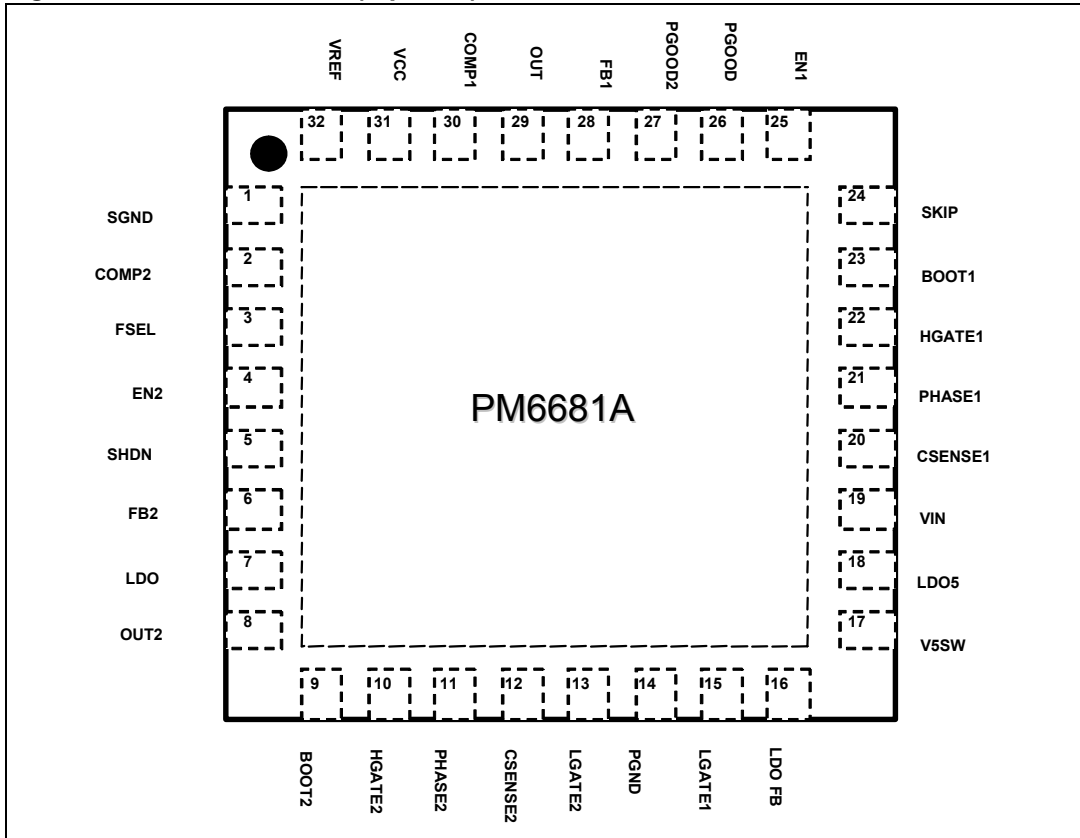 VREF
VCC
COMP1
OUT
FB1
PGOOD2
PGOOD
EN1
32
31
30
29
28
27
26
25
SGND
1
COMP2
2
FSEL
3
EN2
4
SHDN
5
FB2
6
LDO
7
OUT2
8
PM6681A
24
SKIP
23
BOOT1
22
HGATE1
21
PHASE1
20
CSENSE1
19
VIN
18
LDO5
17
V5SW
9
10
11
12
13
14
15
16
BOOT2
HGATE2
PHASE2
CSENSE2
LGATE2
PGND
LGATE1
LDO FB